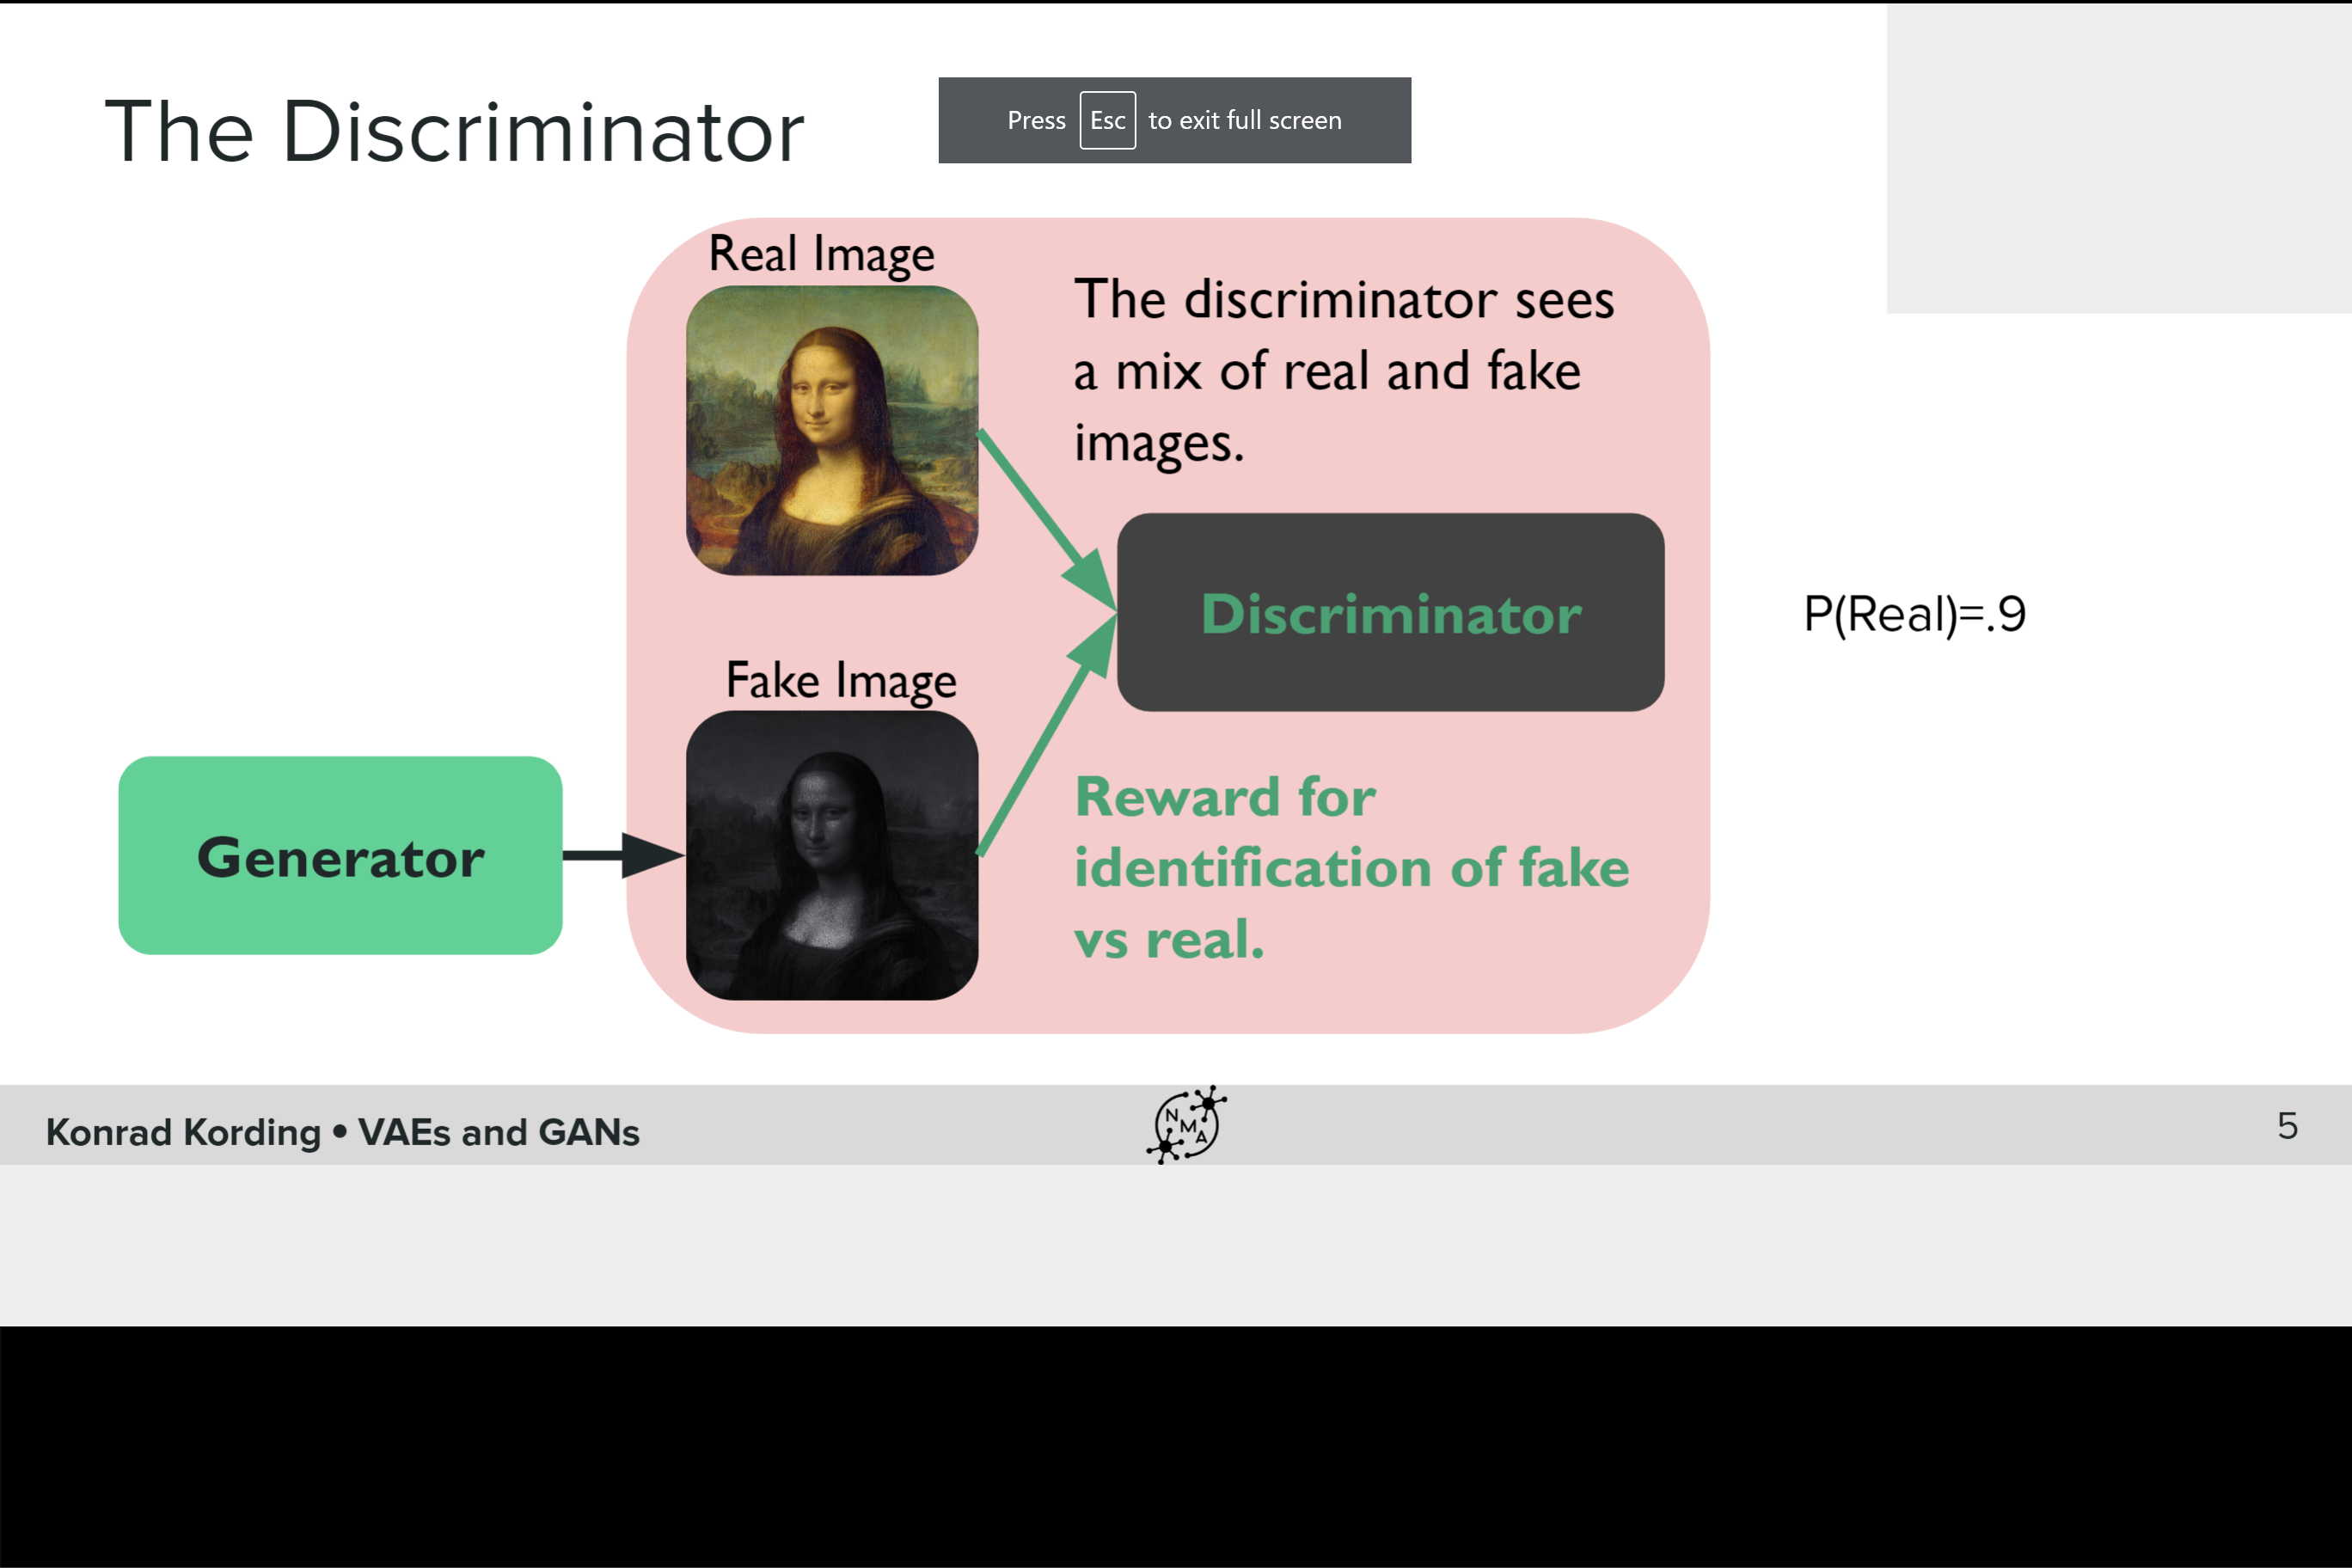 The Discriminator
Press Esc to exit full screen
Real Image
The discriminator sees
a mix of real and fake
images.
Discriminator
P(Real)=.9
Fake Image
Generator
Reward for
identification of fake
vs real.
Konrad Kording • VAEs and GANs
N
M
A
5